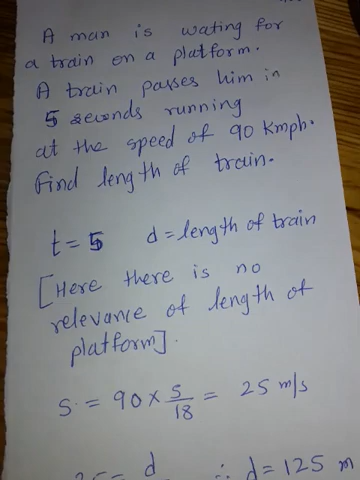 A man is wating for
a train on a platform.
A train passes him in
5 seconds running
at the speed of 90 Kmph.
Find length of train.
t = 5 d = length of train
[Here there is no
relevance of length of
platform].
S. = 90 × 5/18 = 25 m/s
25 = d ∴ d = 125 m